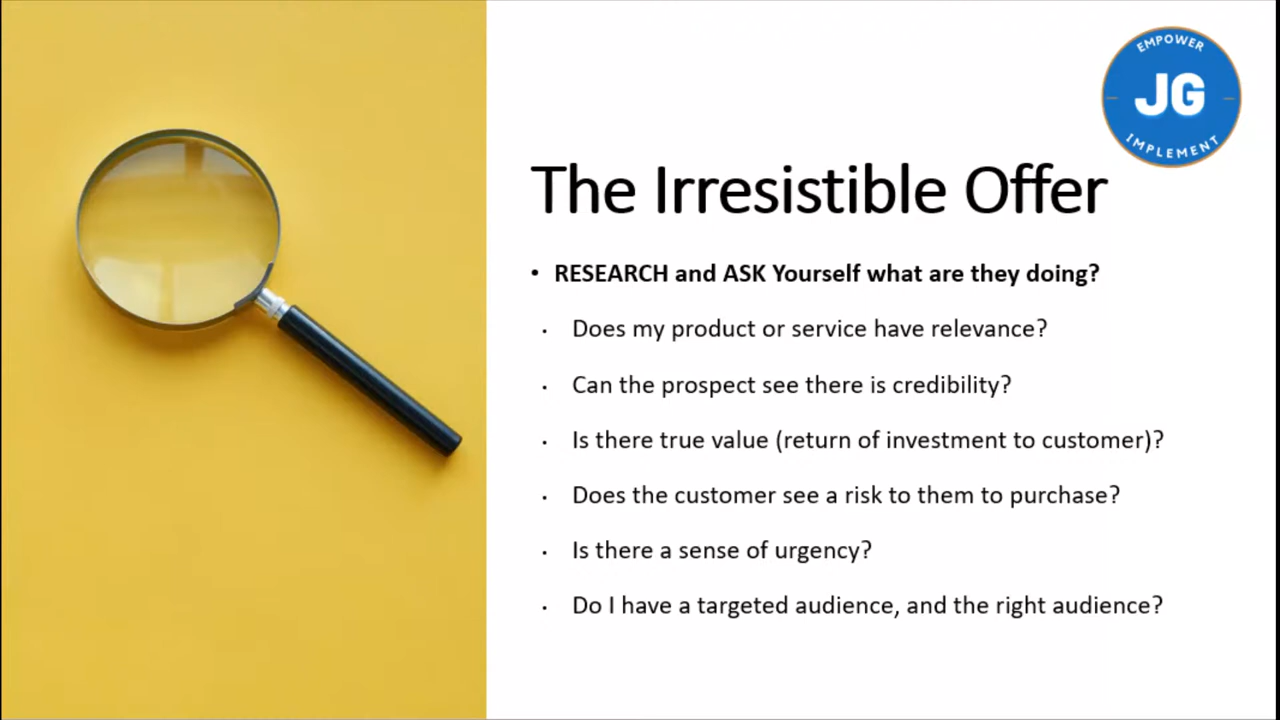 EMPOWER
JG
IMPLEMENT
The Irresistible Offer
• RESEARCH and ASK Yourself what are they doing?
· Does my product or service have relevance?
· Can the prospect see there is credibility?
· Is there true value (return of investment to customer)?
· Does the customer see a risk to them to purchase?
· Is there a sense of urgency?
· Do I have a targeted audience, and the right audience?